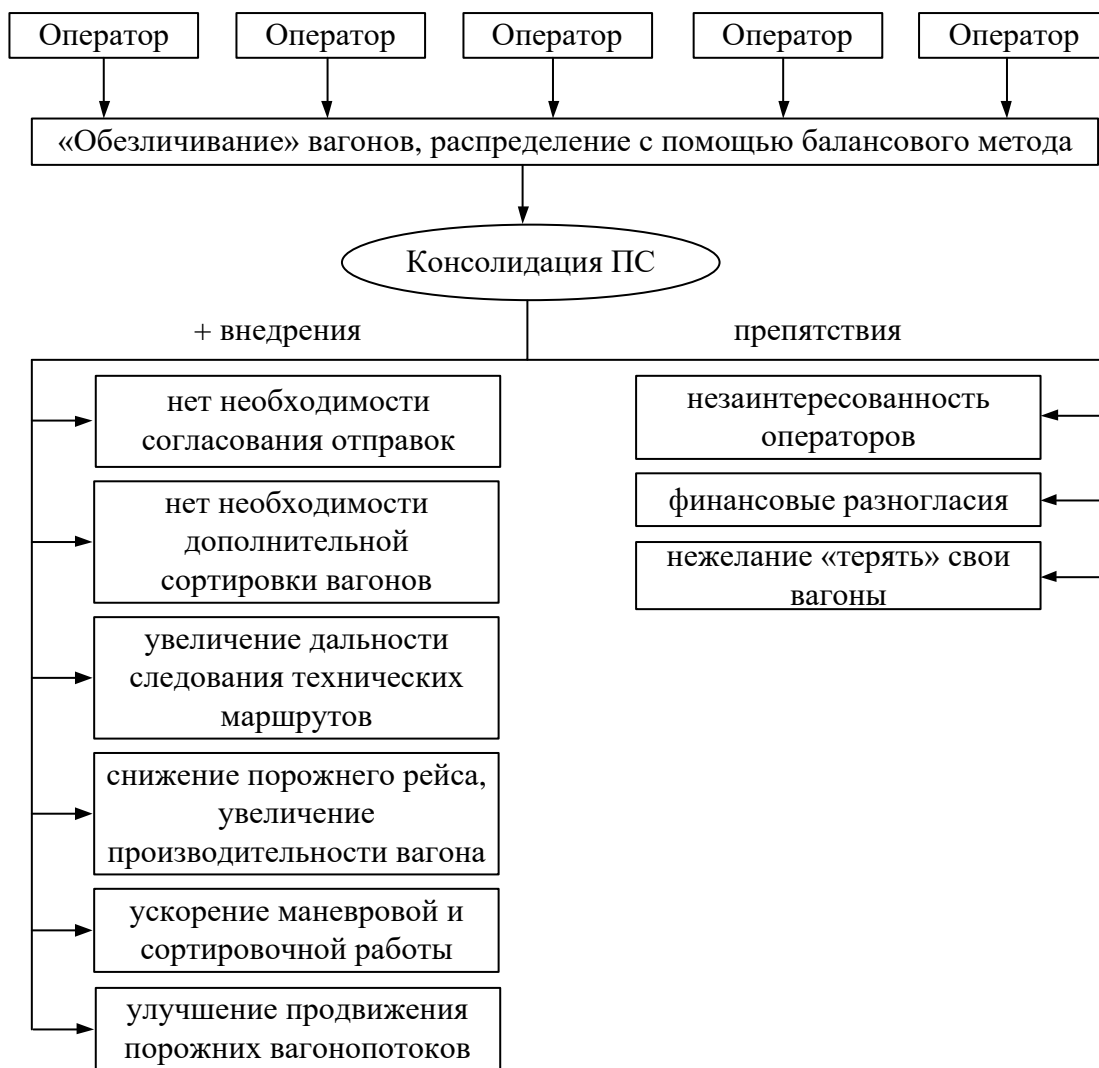 Оператор
Оператор
Оператор
Оператор
Оператор
«Обезличивание» вагонов, распределение с помощью балансового метода
Консолидация ПС
+ внедрения
препятствия
нет необходимости
согласования отправок
нет необходимости
дополнительной
сортировки вагонов
увеличение дальности
следования технических
маршрутов
снижение порожнего рейса,
увеличение
производительности вагона
ускорение маневровой и
сортировочной работы
улучшение продвижения
порожних вагонопотоков
незаинтересованность
операторов
финансовые разногласия
нежелание «терять» свои
вагоны